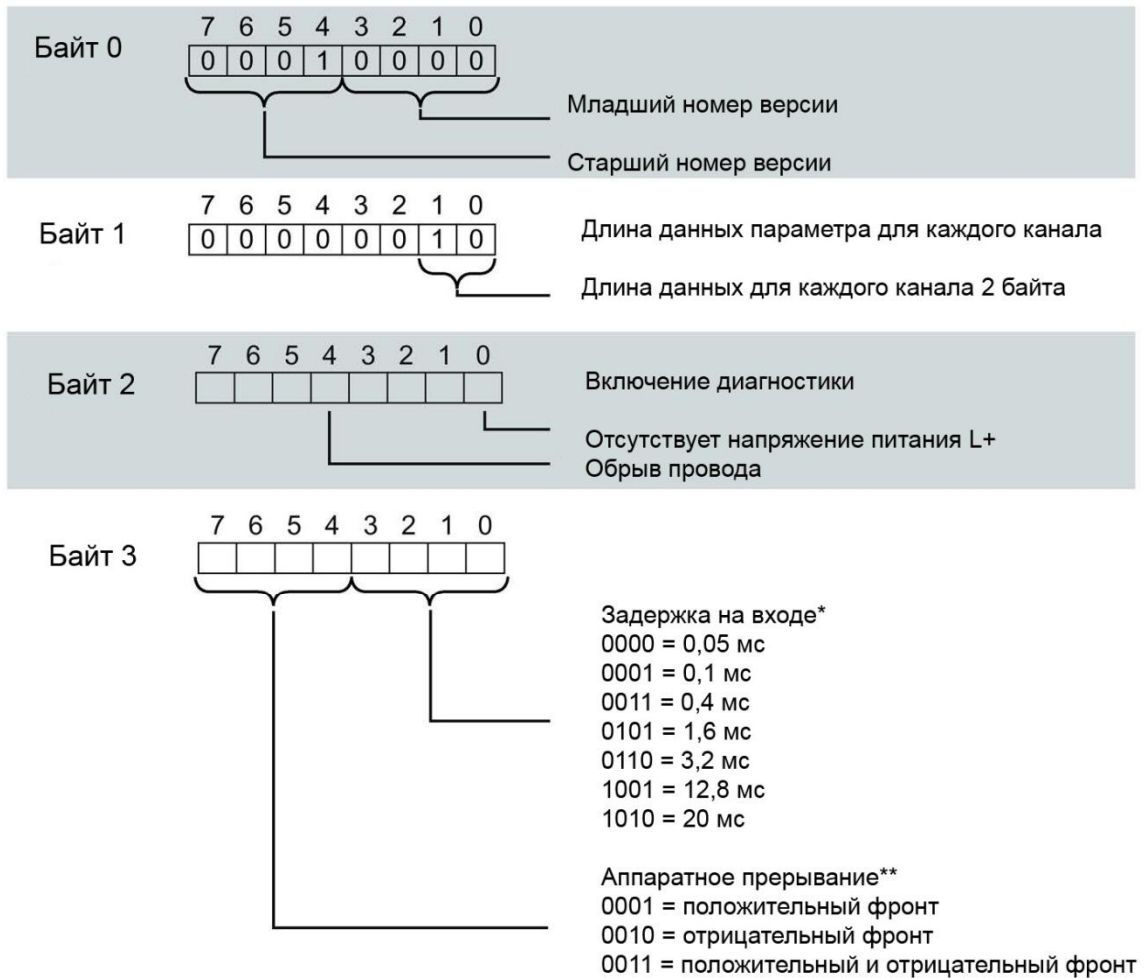 7 6 5 4 3 2 1 0
Байт 0
0 0 0 1 0 0 0 0
Младший номер версии
Старший номер версии
7 6 5 4 3 2 1 0
Байт 1
0 0 0 0 0 0 1 0
Длина данных параметра для каждого канала
Длина данных для каждого канала 2 байта
7 6 5 4 3 2 1 0
Байт 2
Включение диагностики
Отсутствует напряжение питания L+
Обрыв провода
7 6 5 4 3 2 1 0
Байт 3
Задержка на входе*
0000 = 0,05 мс
0001 = 0,1 мс
0011 = 0,4 мс
0101 = 1,6 мс
0110 = 3,2 мс
1001 = 12,8 мс
1010 = 20 мс
Аппаратное прерывание**
0001 = положительный фронт
0010 = отрицательный фронт
0011 = положительный и отрицательный фронт